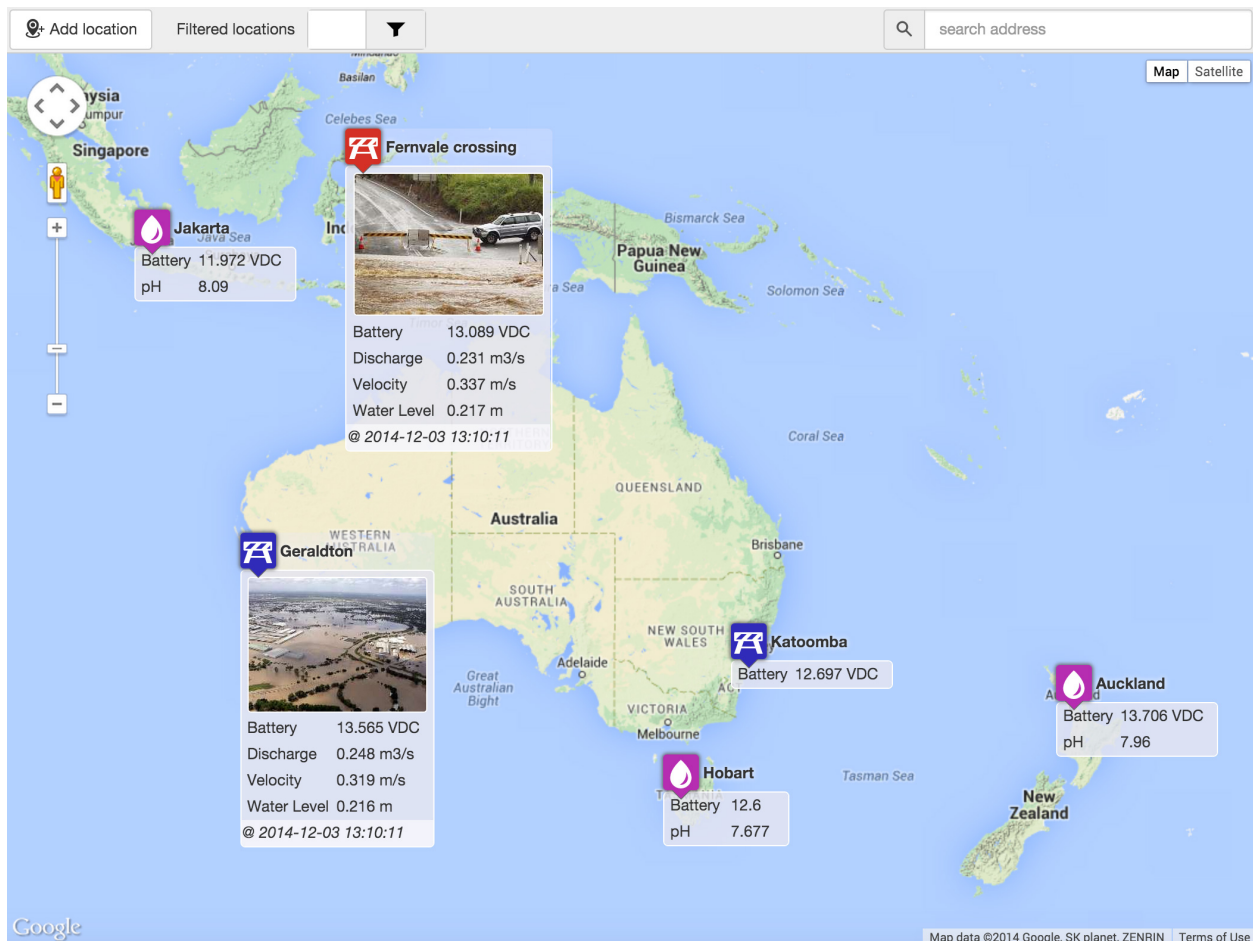 Add location
Filtered locations
search address
Map
Satellite
Basilan
Celebes Sea
Singapore
Fernvale crossing
Battery 13.089 VDC
Discharge 0.231 m3/s
Velocity 0.337 m/s
Water Level 0.217 m
@ 2014-12-03 13:10:11
Jakarta
Java Sea
Battery 11.972 VDC
pH 8.09
Bismarck Sea
Papua New
Guinea
Solomon Sea
Coral Sea
QUEENSLAND
Australia
WESTERN
AUSTRALIA
Brisbane
Geraldton
Battery 13.565 VDC
Discharge 0.248 m3/s
Velocity 0.319 m/s
Water Level 0.216 m
@ 2014-12-03 13:10:11
SOUTH
AUSTRALIA
NEW SOUTH
WALES
Katoomba
Battery 12.697 VDC
Adelaide
Great
Australian
Bight
VICTORIA
Melbourne
Auckland
Battery 13.706 VDC
pH 7.96
Hobart
Battery 12.6
pH 7.677
Tasman Sea
New
Zealand
Google
Map data ©2014 Google, SK planet, ZENRIN
Terms of Use